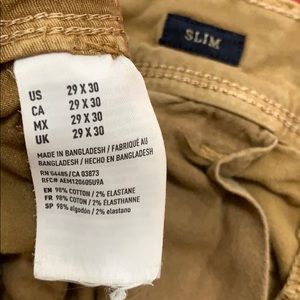 SLIM
US 29 X 30
CA 29 X 30
MX 29 X 30
UK 29 X 30
MADE IN BANGLADESH / FABRIQUÉ AU
BANGLADESH / HECHO EN BANGLADESH
RN 54485/CA 03873
RFC# AEM120605U9A
EN 98% COTTON / 2% ELASTANE
FR 98% COTON / 2% ÉLASTHANNE
SP 98% algodón / 2% elastano